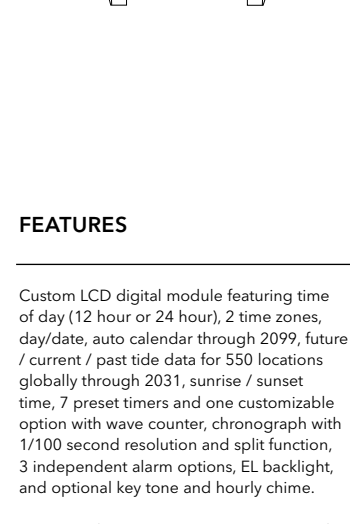 FEATURES
Custom LCD digital module featuring time
of day (12 hour or 24 hour), 2 time zones,
day/date, auto calendar through 2099, future
/ current / past tide data for 550 locations
globally through 2031, sunrise / sunset
time, 7 preset timers and one customizable
option with wave counter, chronograph with
1/100 second resolution and split function,
3 independent alarm options, EL backlight,
and optional key tone and hourly chime.